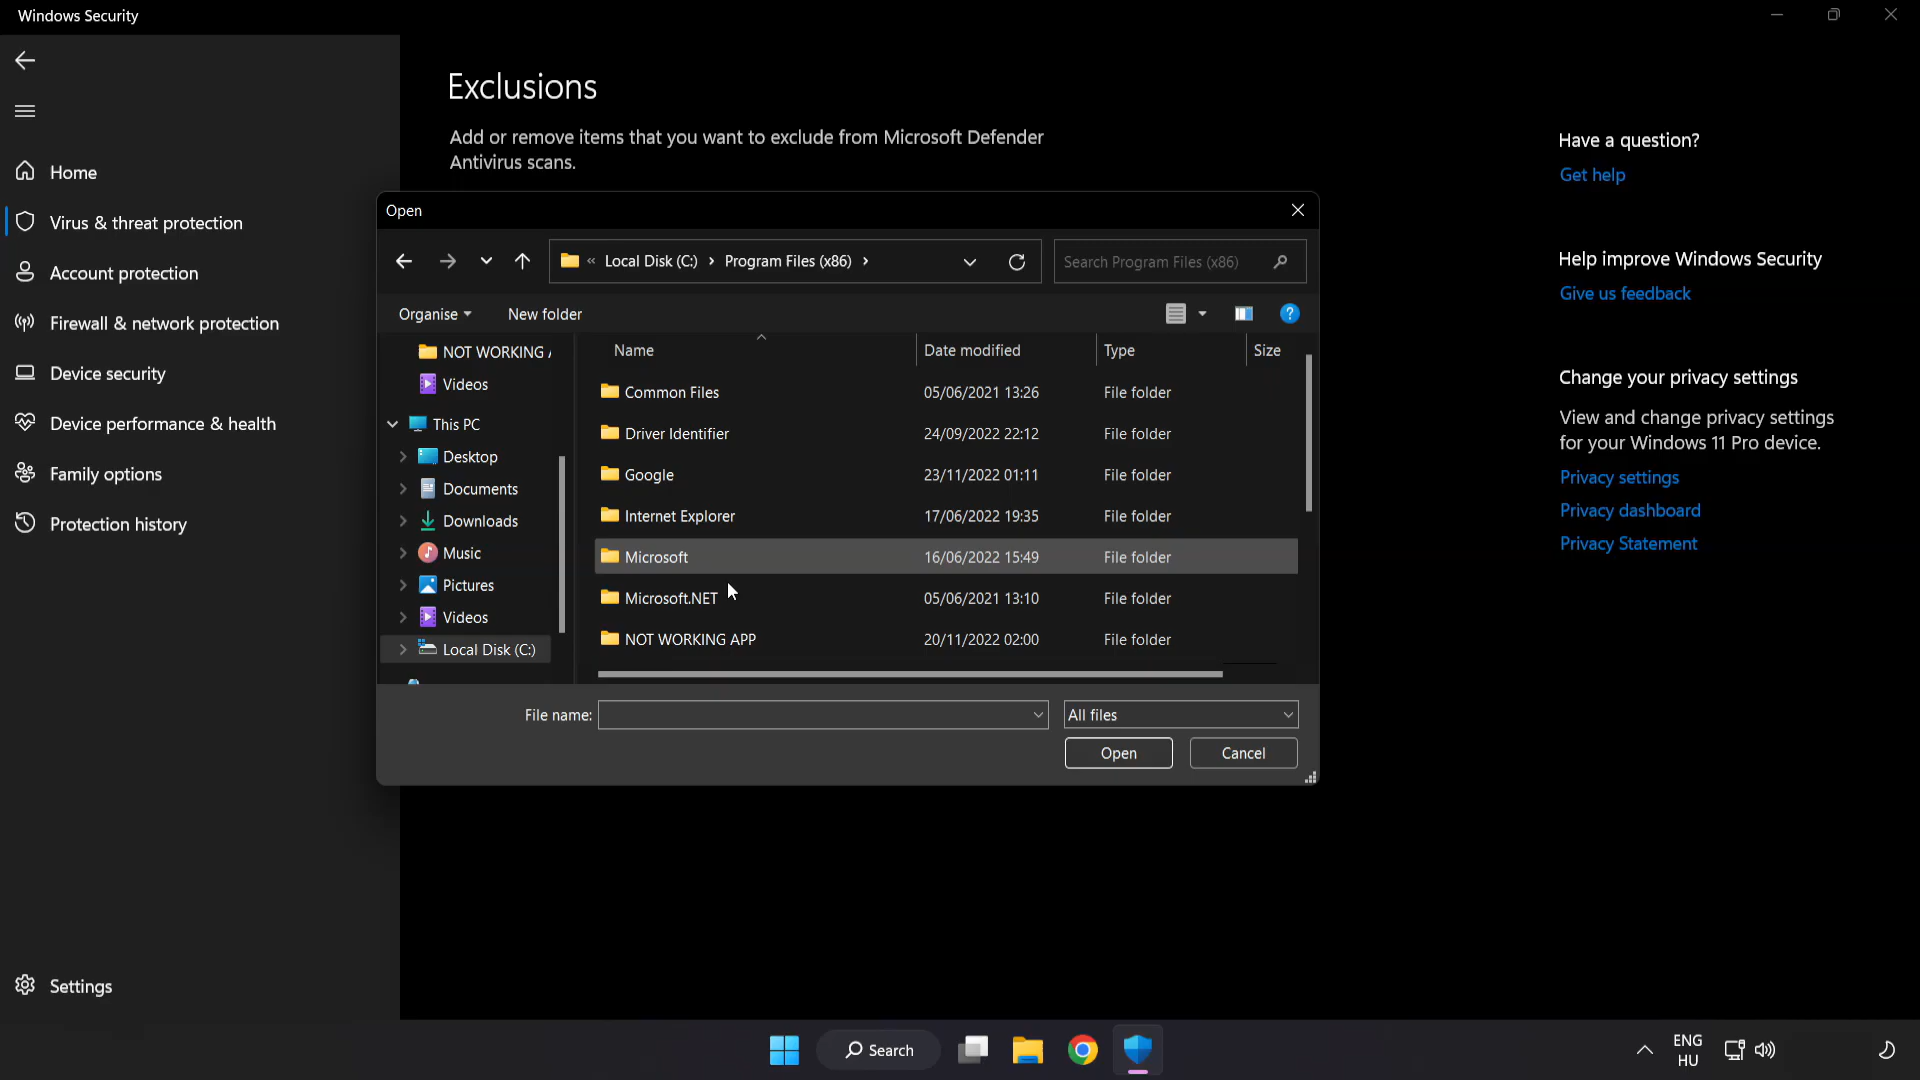 Windows Security
Home
Virus & threat protection
Account protection
Firewall & network protection
Device security
Device performance & health
Family options
Protection history
Settings
Exclusions
Add or remove items that you want to exclude from Microsoft Defender
Antivirus scans.
Open
« Local Disk (C:) › Program Files (x86) ›
Search Program Files (x86)
Organise
New folder
?
NOT WORKING
Videos
This PC
Desktop
Documents
Downloads
Music
Pictures
Videos
Local Disk (C:)
Name Date modified Type Size
Common Files 05/06/2021 13:26 File folder
Driver Identifier 24/09/2022 22:12 File folder
Google 23/11/2022 01:11 File folder
Internet Explorer 17/06/2022 19:35 File folder
Microsoft 16/06/2022 15:49 File folder
Microsoft.NET 05/06/2021 13:10 File folder
NOT WORKING APP 20/11/2022 02:00 File folder
File name:
All files
Open
Cancel
Have a question?
Get help
Help improve Windows Security
Give us feedback
Change your privacy settings
View and change privacy settings
for your Windows 11 Pro device.
Privacy settings
Privacy dashboard
Privacy Statement
Search
ENG
HU